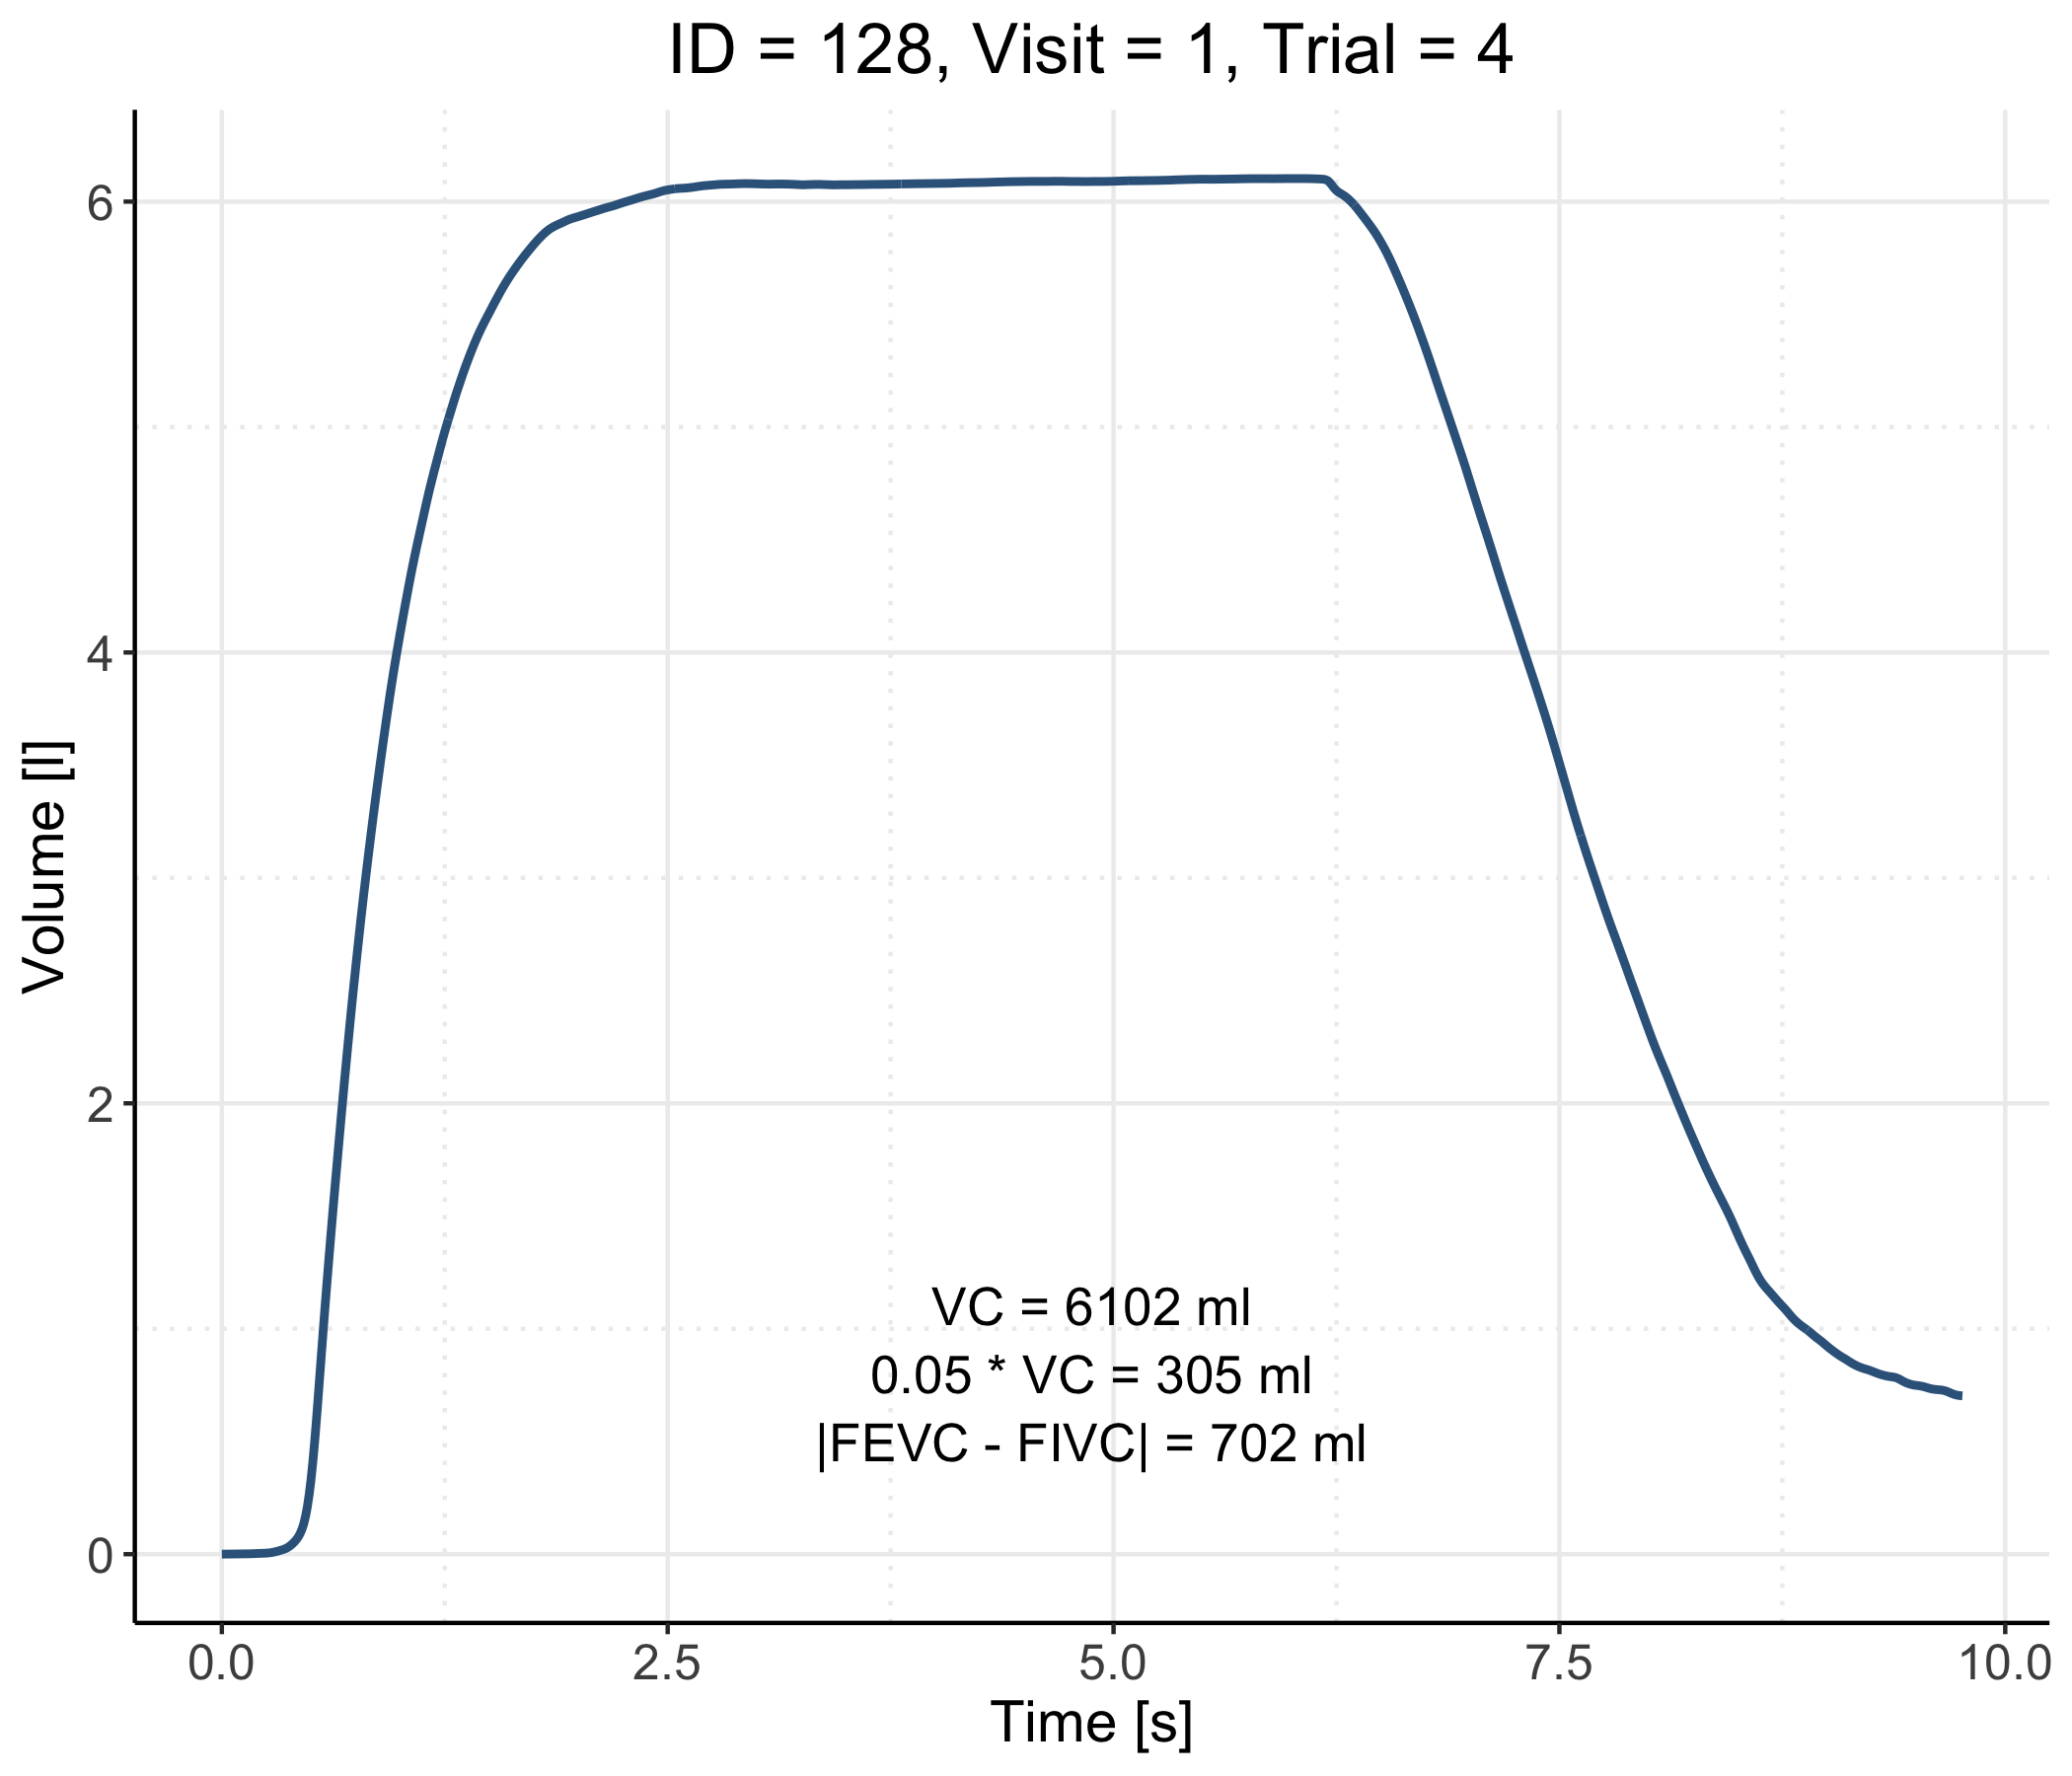 ID = 128, Visit = 1, Trial = 4
6
4
2
0
Volume [l]
VC = 6102 ml
0.05 * VC = 305 ml
|FEVC - FIVC| = 702 ml
0.0 2.5 5.0 7.5 10.0
Time [s]